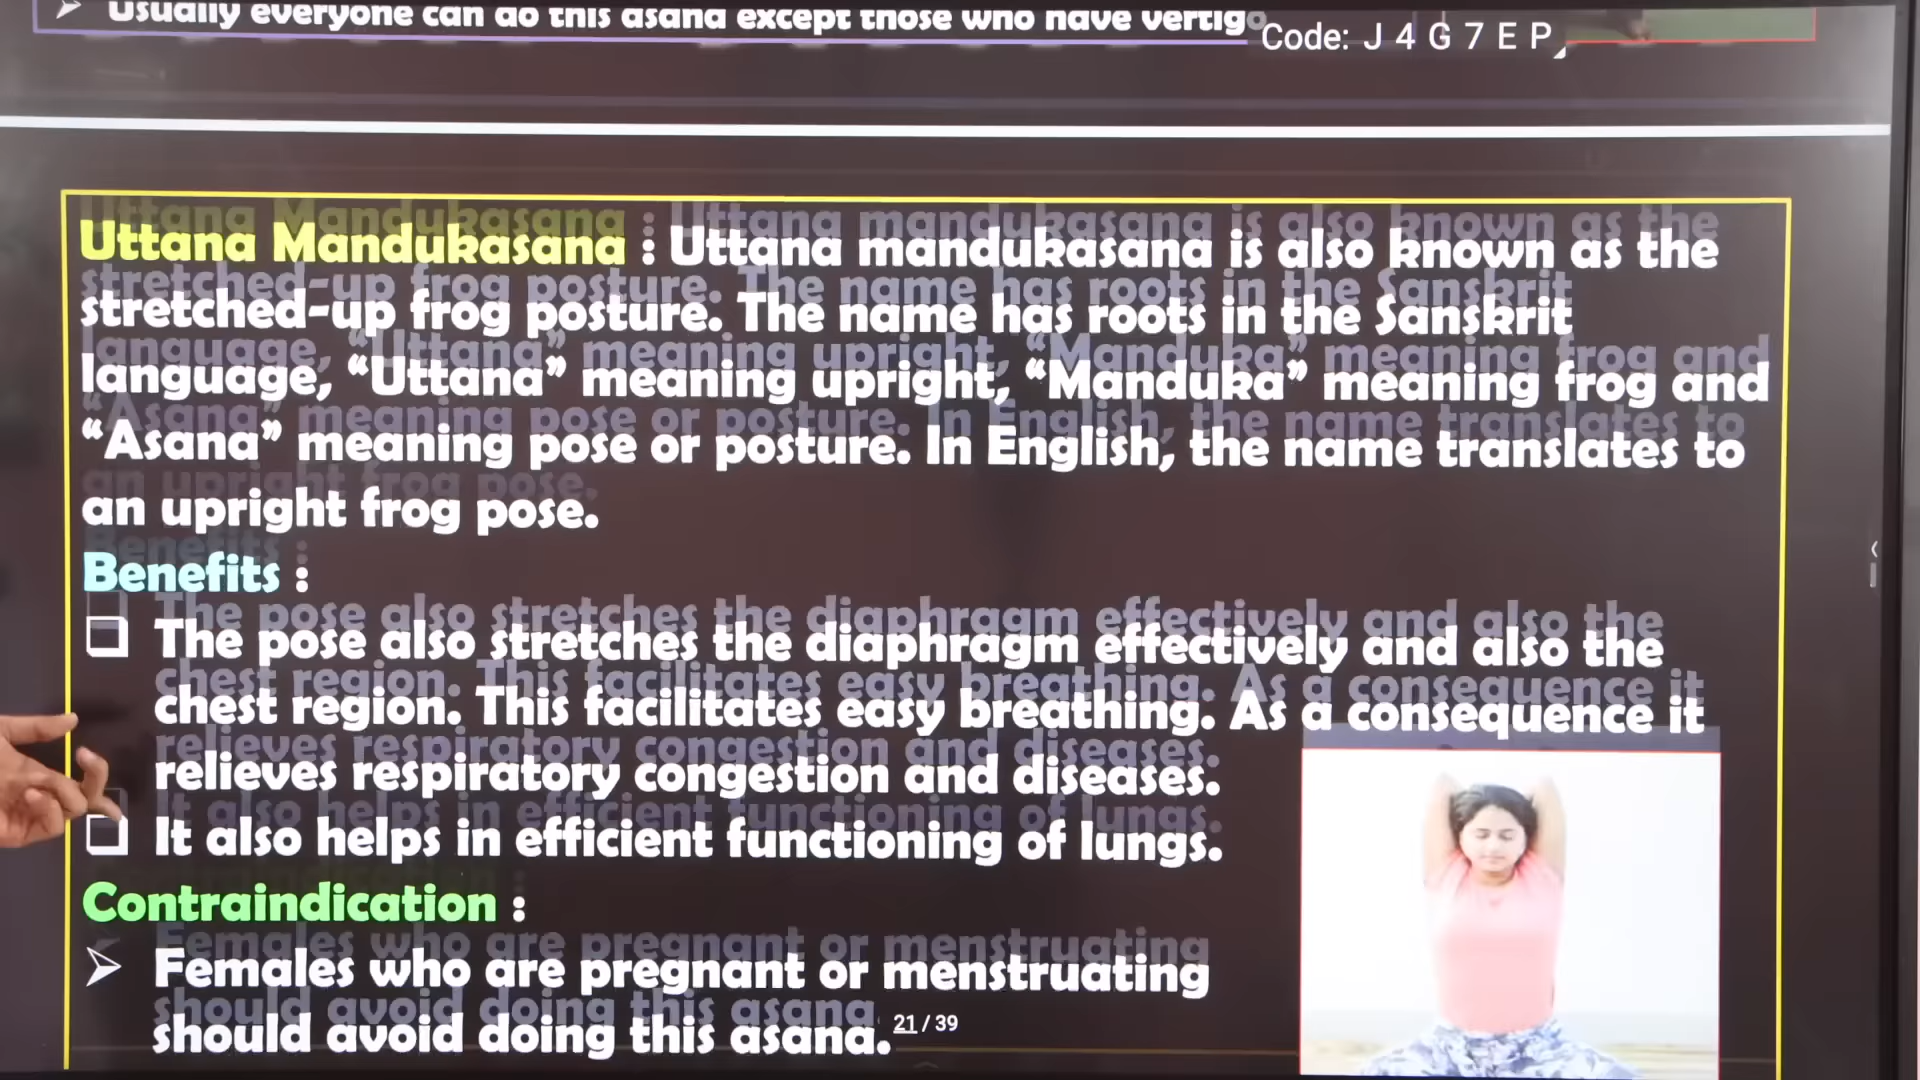 Usually everyone can do this asana except those who have vertigo
Code: J 4 G 7 E P
Uttana Mandukasana : Uttana mandukasana is also known as the
stretched-up frog posture. The name has roots in the Sanskrit
language, “Uttana” meaning upright, “Manduka” meaning frog and
“Asana” meaning pose or posture. In English, the name translates to
an upright frog pose.
Benefits :
The pose also stretches the diaphragm effectively and also the
chest region. This facilitates easy breathing. As a consequence it
relieves respiratory congestion and diseases.
It also helps in efficient functioning of lungs.
Contraindication :
Females who are pregnant or menstruating
should avoid doing this asana.
21 / 39